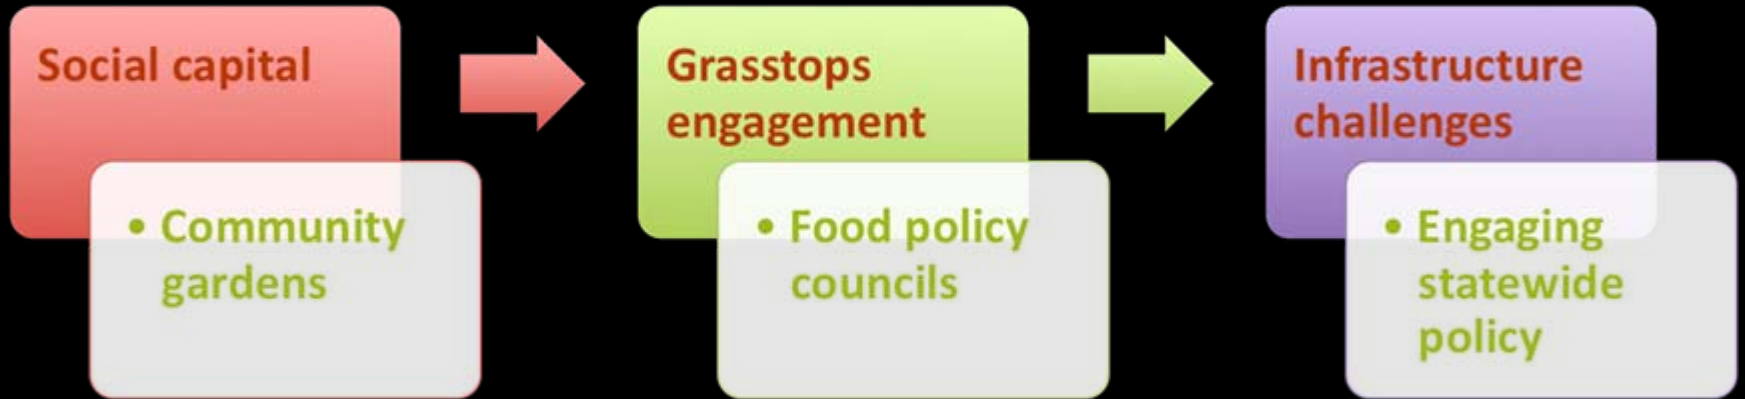 Social capital
• Community
gardens
Grasstops
engagement
• Food policy
councils
Infrastructure
challenges
• Engaging
statewide
policy